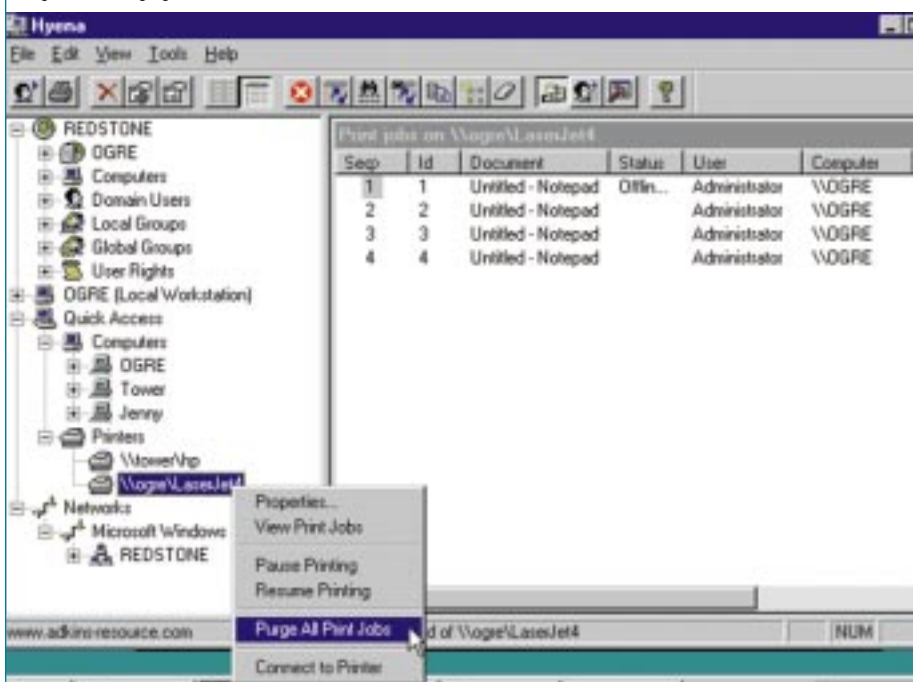 Hyena
File Edit View Tools Help
REDSTONE
OGRE
Computers
Domain Users
Local Groups
Global Groups
User Rights
OGRE (Local Workstation)
Quick Access
Computers
OGRE
Tower
Jenny
Printers
\\tower\hp
\\ogre\LaserJet4
Networks
Microsoft Windows
REDSTONE
Print jobs on \\ogre\LaserJet4
Seqp Id Document Status User Computer
1 1 Untitled - Notepad Offlin... Administrator \\OGRE
2 2 Untitled - Notepad Administrator \\OGRE
3 3 Untitled - Notepad Administrator \\OGRE
4 4 Untitled - Notepad Administrator \\OGRE
Properties...
View Print Jobs
Pause Printing
Resume Printing
Purge All Print Jobs
Connect to Printer
www.adkins-resource.com
of \\ogre\LaserJet4
NUM